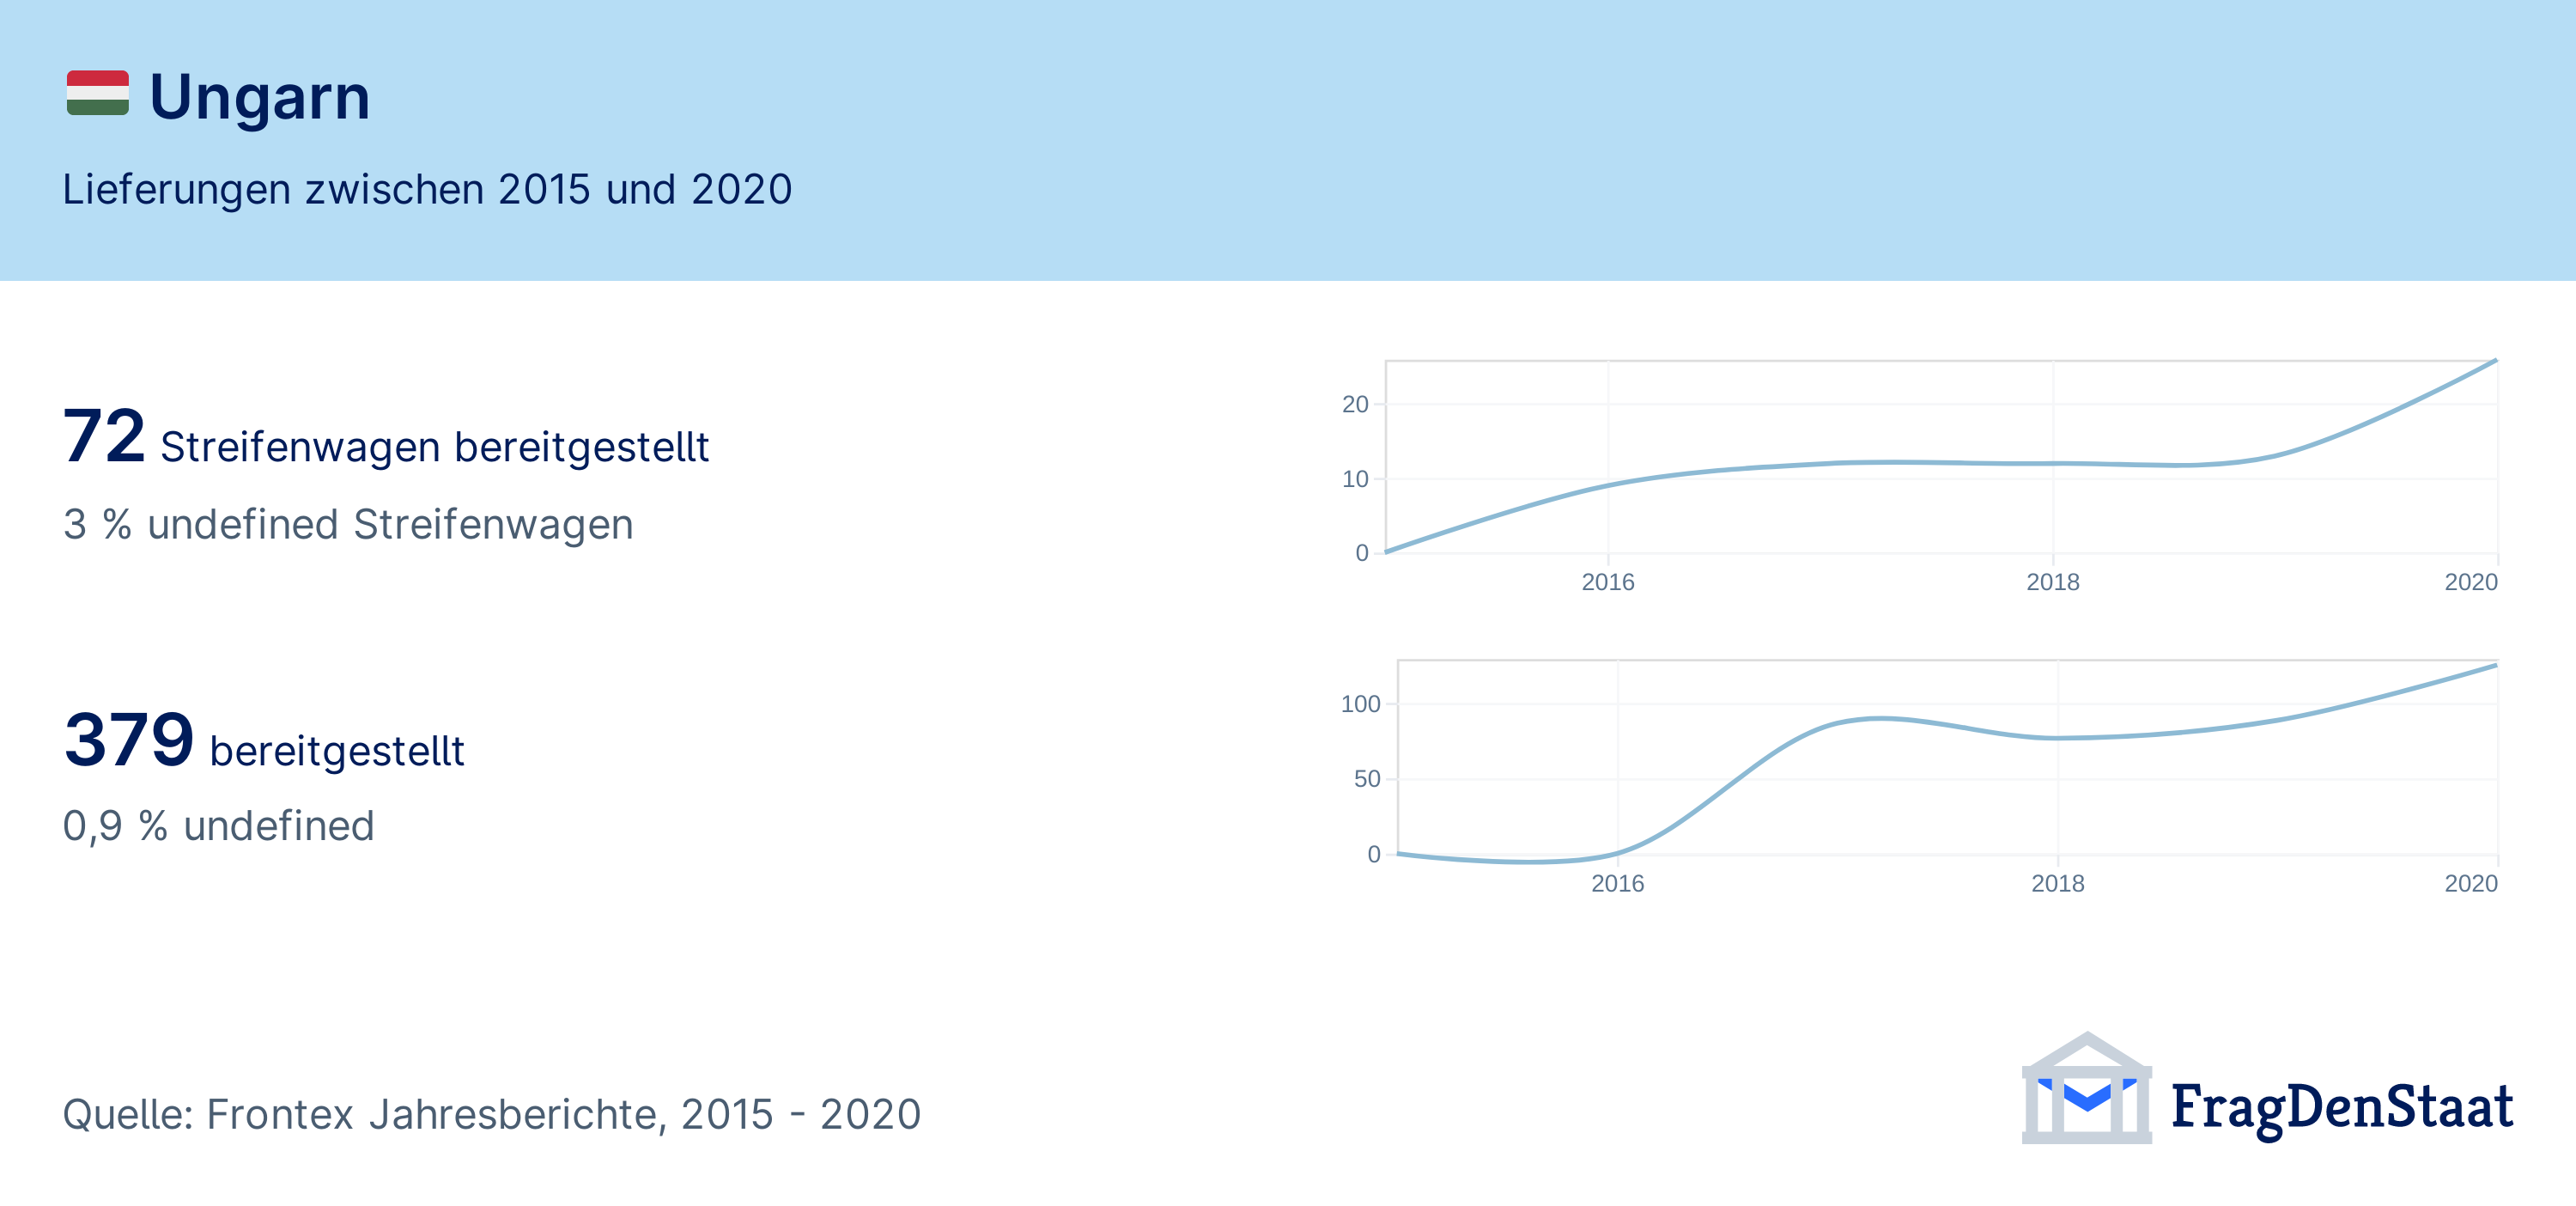 Ungarn
Lieferungen zwischen 2015 und 2020
72 Streifenwagen bereitgestellt
3 % undefined Streifenwagen
20
10
0
2016 2018 2020
379 bereitgestellt
0,9 % undefined
100
50
0
2016 2018 2020
Quelle: Frontex Jahresberichte, 2015 - 2020
FragDenStaat